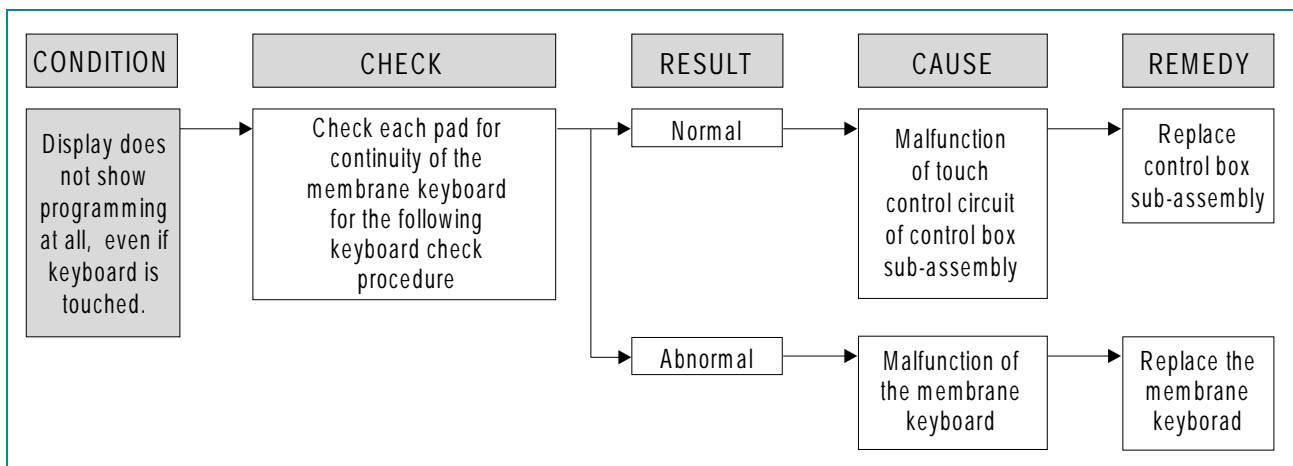 CONDITION
CHECK
RESULT
CAUSE
REMEDY
Display does
not show
programming
at all, even if
keyboard is
touched.
Check each pad for
continuity of the
membrane keyboard
for the following
keyboard check
procedure
Normal
Malfunction
of touch
control circuit
of control box
sub-assembly
Replace
control box
sub-assembly
Abnormal
Malfunction of
the membrane
keyboard
Replace the
membrane
keyborad